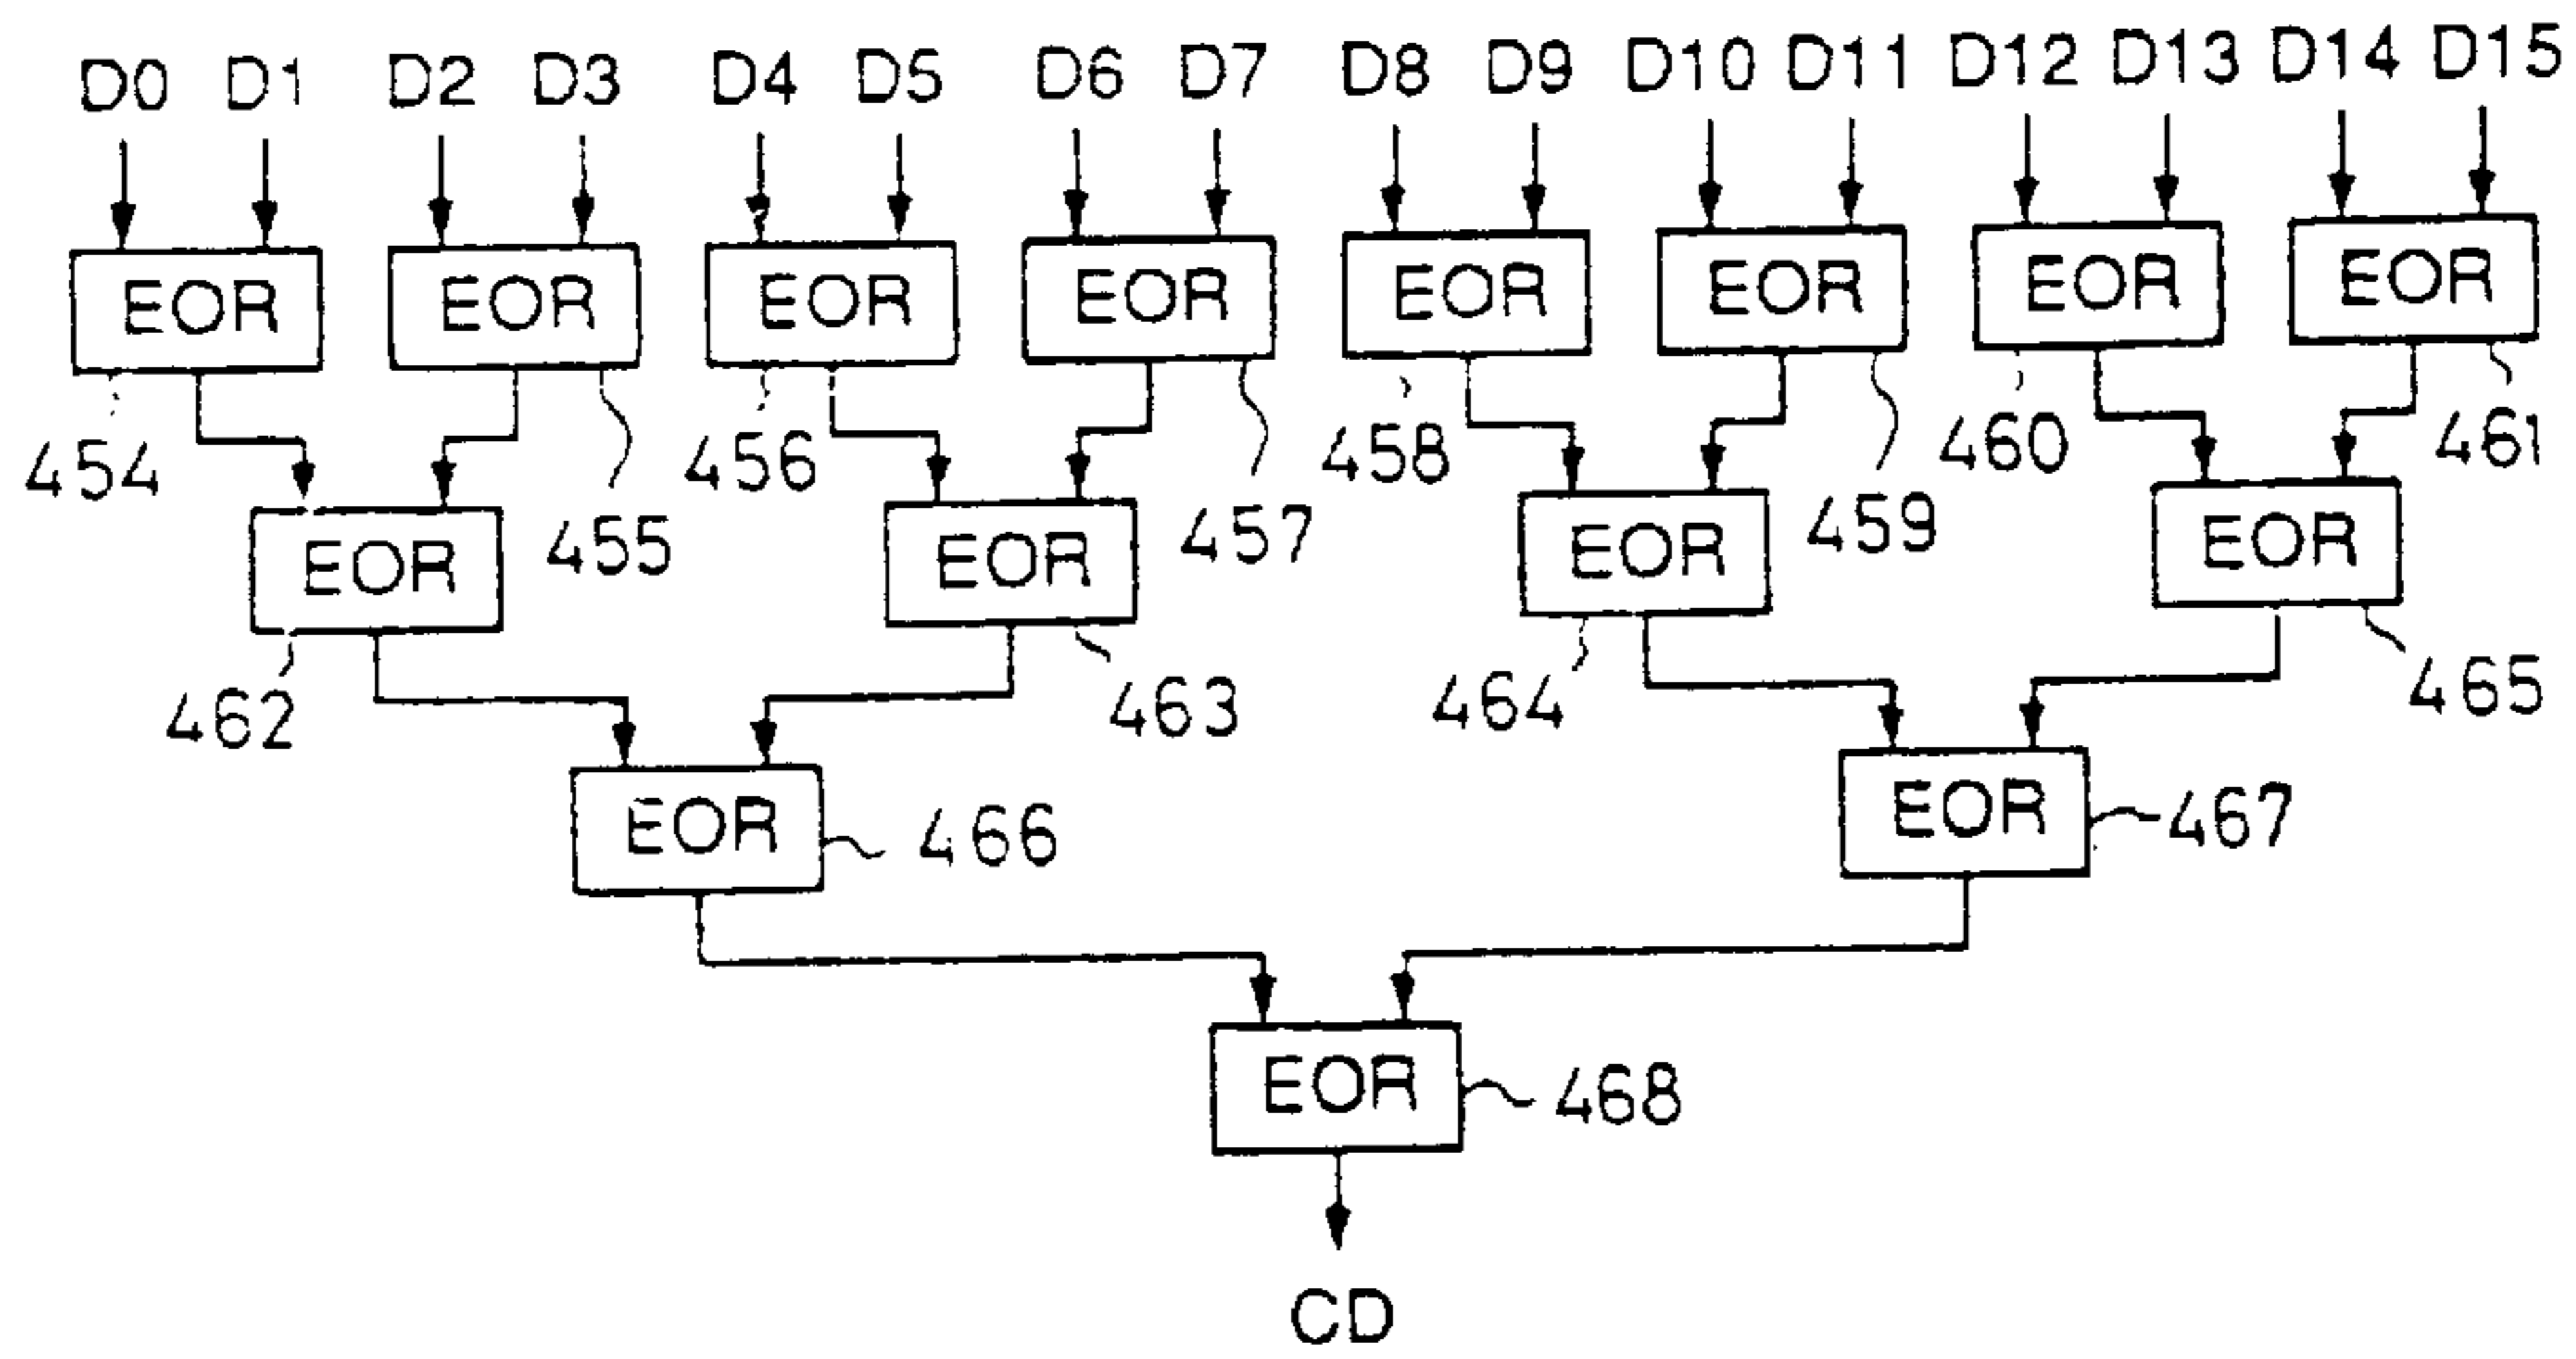 D0 D1 D2 D3 D4 D5 D6 D7 D8 D9 D10 D11 D12 D13 D14 D15
EOR EOR EOR EOR EOR EOR EOR EOR
454 455 456 457 458 459 460 461
EOR EOR EOR EOR
462 463 464 465
EOR 466 EOR 467
EOR 468
CD